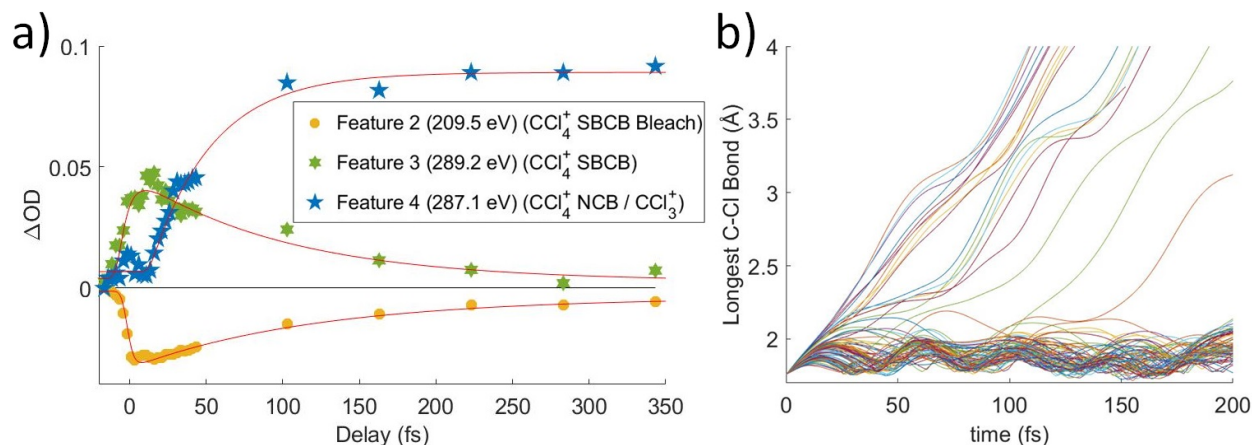 a)
0.1
0.05
0
ΔOD
Feature 2 (209.5 eV) (CCl₄⁺ SBCB Bleach)
Feature 3 (289.2 eV) (CCl₄⁺ SBCB)
Feature 4 (287.1 eV) (CCl₄⁺ NCB / CCl₃⁺)
0 50 100 150 200 250 300 350
Delay (fs)
b)
4
3.5
3
2.5
2
Longest C-Cl Bond (Å)
0 50 100 150 200
time (fs)